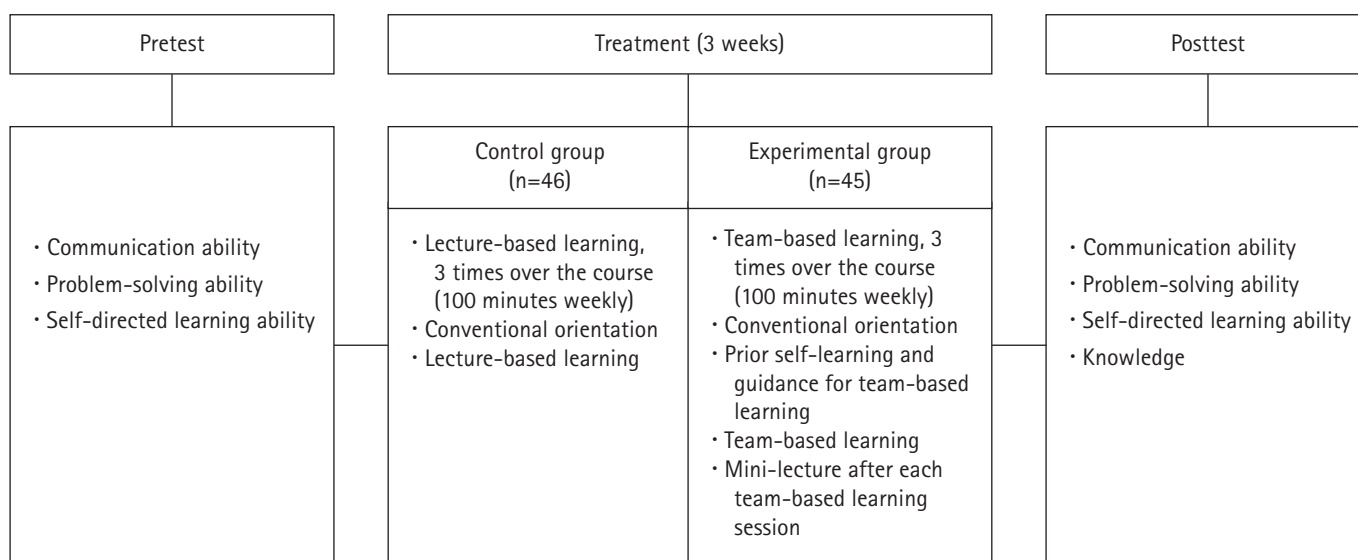 Pretest
Treatment (3 weeks)
Posttest
· Communication ability
· Problem-solving ability
· Self-directed learning ability
Control group
(n=46)
· Lecture-based learning,
3 times over the course
(100 minutes weekly)
· Conventional orientation
· Lecture-based learning
Experimental group
(n=45)
· Team-based learning, 3
times over the course
(100 minutes weekly)
· Conventional orientation
· Prior self-learning and
guidance for team-based
learning
· Team-based learning
· Mini-lecture after each
team-based learning
session
· Communication ability
· Problem-solving ability
· Self-directed learning ability
· Knowledge